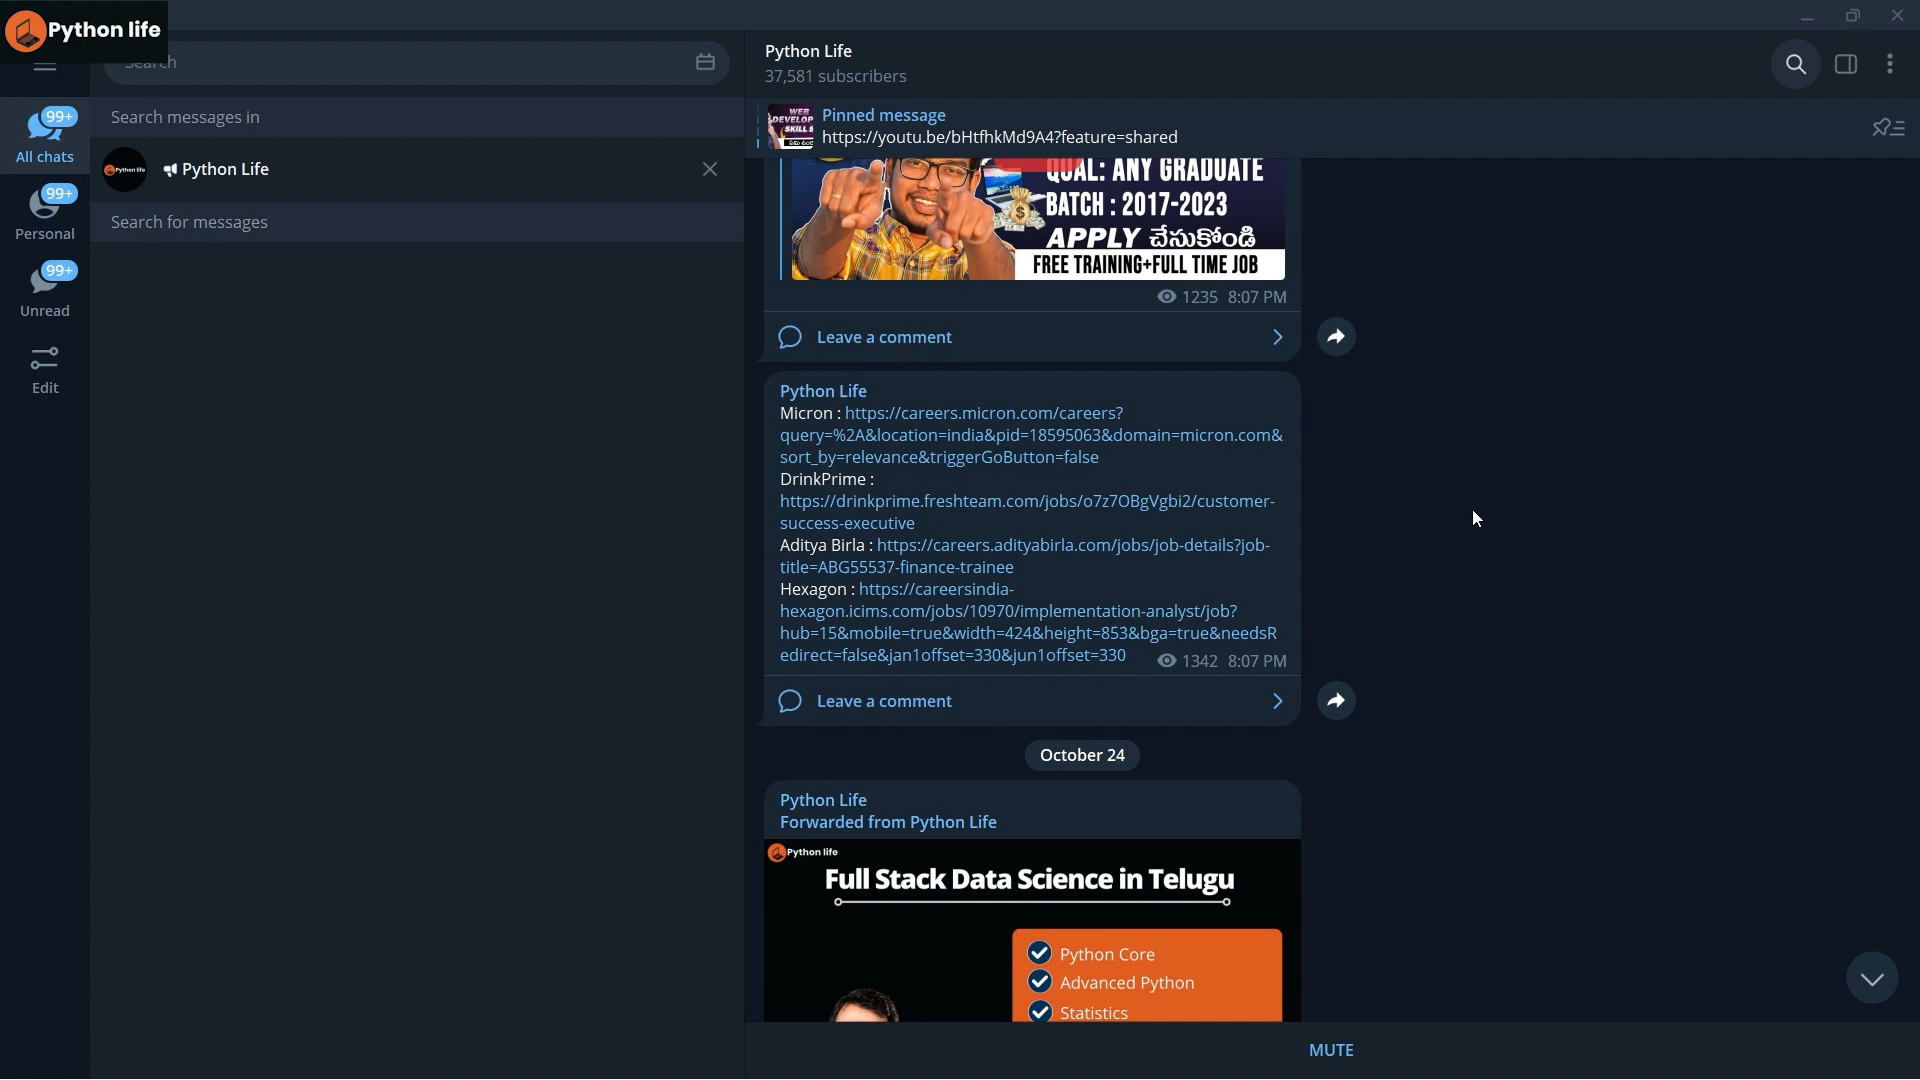 Python life
Search
Search messages in
Python Life
Search for messages
99+
All chats
99+
Personal
99+
Unread
Edit
Python Life
37,581 subscribers
WEB
DEVELOP
SKILL S
Pinned message
https://youtu.be/bHtfhkMd9A4?feature=shared
QUAL: ANY GRADUATE
BATCH : 2017-2023
APPLY చేసుకోండి
FREE TRAINING+FULL TIME JOB
1235 8:07 PM
Leave a comment
Python Life
Micron : https://careers.micron.com/careers?
query=%2A&location=india&pid=18595063&domain=micron.com&
sort_by=relevance&triggerGoButton=false
DrinkPrime :
https://drinkprime.freshteam.com/jobs/o7z7OBgVgbi2/customer-
success-executive
Aditya Birla : https://careers.adityabirla.com/jobs/job-details?job-
title=ABG55537-finance-trainee
Hexagon : https://careersindia-
hexagon.icims.com/jobs/10970/implementation-analyst/job?
hub=15&mobile=true&width=424&height=853&bga=true&needsR
edirect=false&jan1offset=330&jun1offset=330
1342 8:07 PM
Leave a comment
October 24
Python Life
Forwarded from Python Life
Python life
Full Stack Data Science in Telugu
Python Core
Advanced Python
Statistics
MUTE